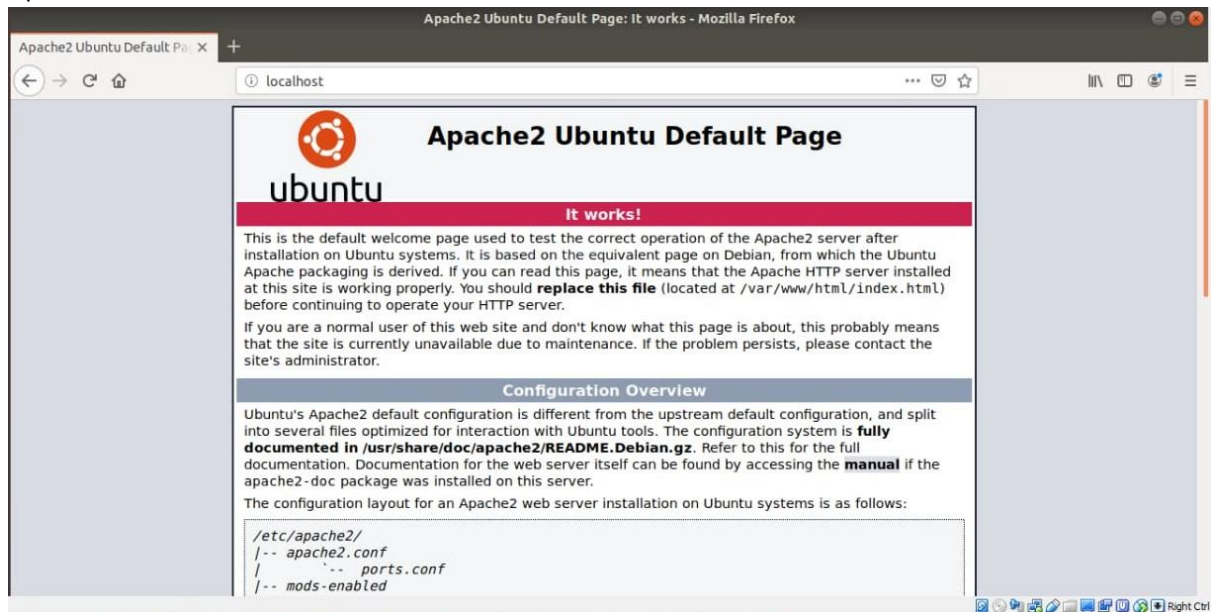 Apache2 Ubuntu Default Page: It works - Mozilla Firefox
Apache2 Ubuntu Default Pa
localhost
ubuntu
Apache2 Ubuntu Default Page
It works!
This is the default welcome page used to test the correct operation of the Apache2 server after
installation on Ubuntu systems. It is based on the equivalent page on Debian, from which the Ubuntu
Apache packaging is derived. If you can read this page, it means that the Apache HTTP server installed
at this site is working properly. You should replace this file (located at /var/www/html/index.html)
before continuing to operate your HTTP server.
If you are a normal user of this web site and don't know what this page is about, this probably means
that the site is currently unavailable due to maintenance. If the problem persists, please contact the
site's administrator.
Configuration Overview
Ubuntu's Apache2 default configuration is different from the upstream default configuration, and split
into several files optimized for interaction with Ubuntu tools. The configuration system is fully
documented in /usr/share/doc/apache2/README.Debian.gz. Refer to this for the full
documentation. Documentation for the web server itself can be found by accessing the manual if the
apache2-doc package was installed on this server.
The configuration layout for an Apache2 web server installation on Ubuntu systems is as follows:
/etc/apache2/
|-- apache2.conf
|       `--  ports.conf
|-- mods-enabled
Right Ctrl